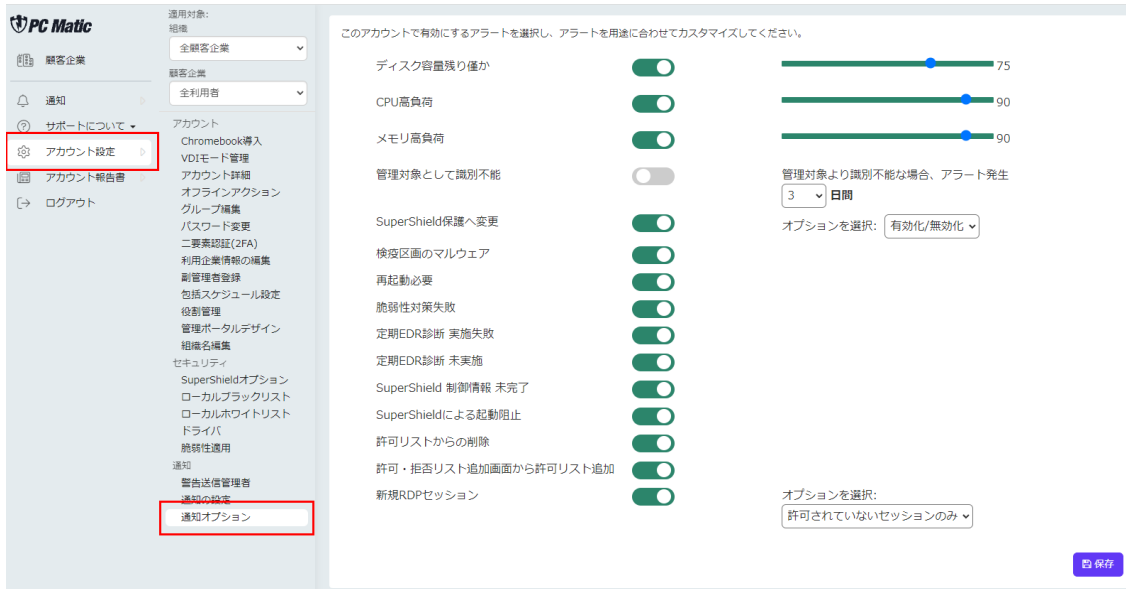 PC Matic
顧客企業
通知
サポートについて
アカウント設定
アカウント報告書
ログアウト
適用対象:
組織
全顧客企業
顧客企業
全利用者
アカウント
Chromebook導入
VDIモード管理
アカウント詳細
オフラインアクション
グループ編集
パスワード変更
二要素認証(2FA)
利用企業情報の編集
副管理者登録
包括スケジュール設定
役割管理
管理ポータルデザイン
組織名編集
セキュリティ
SuperShieldオプション
ローカルブラックリスト
ローカルホワイトリスト
ドライバ
脆弱性適用
通知
警告送信管理者
通知の設定
通知オプション
このアカウントで有効にするアラートを選択し、アラートを用途に合わせてカスタマイズしてください。
ディスク容量残り僅か 75
CPU高負荷 90
メモリ高負荷 90
管理対象として識別不能 管理対象より識別不能な場合、アラート発生
3 日間
SuperShield保護へ変更 オプションを選択: 有効化/無効化
検疫区画のマルウェア
再起動必要
脆弱性対策失敗
定期EDR診断 実施失敗
定期EDR診断 未実施
SuperShield 制御情報 未完了
SuperShieldによる起動阻止
許可リストからの削除
許可・拒否リスト追加画面から許可リスト追加
新規RDPセッション オプションを選択:
許可されていないセッションのみ
保存